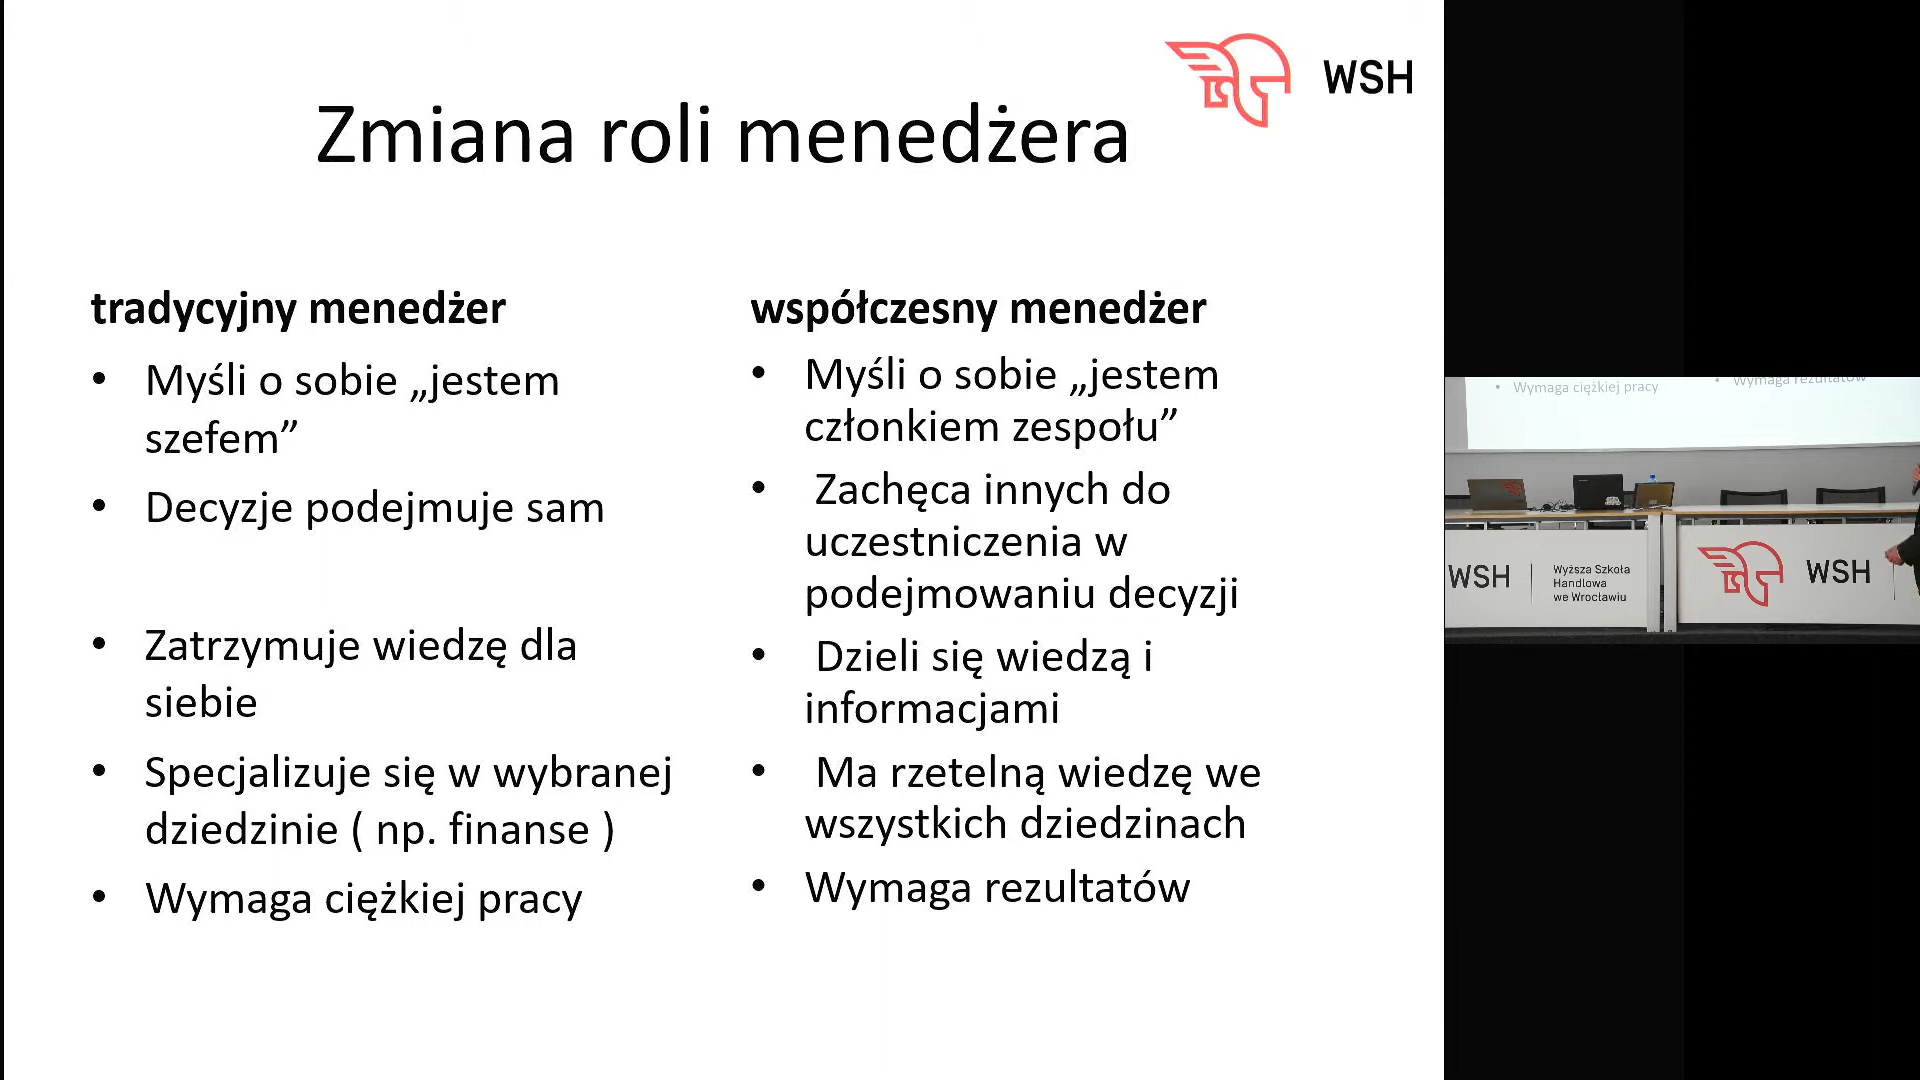 WSH
Zmiana roli menedżera
tradycyjny menedżer
• Myśli o sobie „jestem
szefem”
• Decyzje podejmuje sam
• Zatrzymuje wiedzę dla
siebie
• Specjalizuje się w wybranej
dziedzinie ( np. finanse )
• Wymaga ciężkiej pracy
współczesny menedżer
• Myśli o sobie „jestem
członkiem zespołu”
• Zachęca innych do
uczestniczenia w
podejmowaniu decyzji
• Dzieli się wiedzą i
informacjami
• Ma rzetelną wiedzę we
wszystkich dziedzinach
• Wymaga rezultatów
• Wymaga ciężkiej pracy
• Wymaga rezultatów
WSH
Wyższa Szkoła
Handlowa
we Wrocławiu
WSH